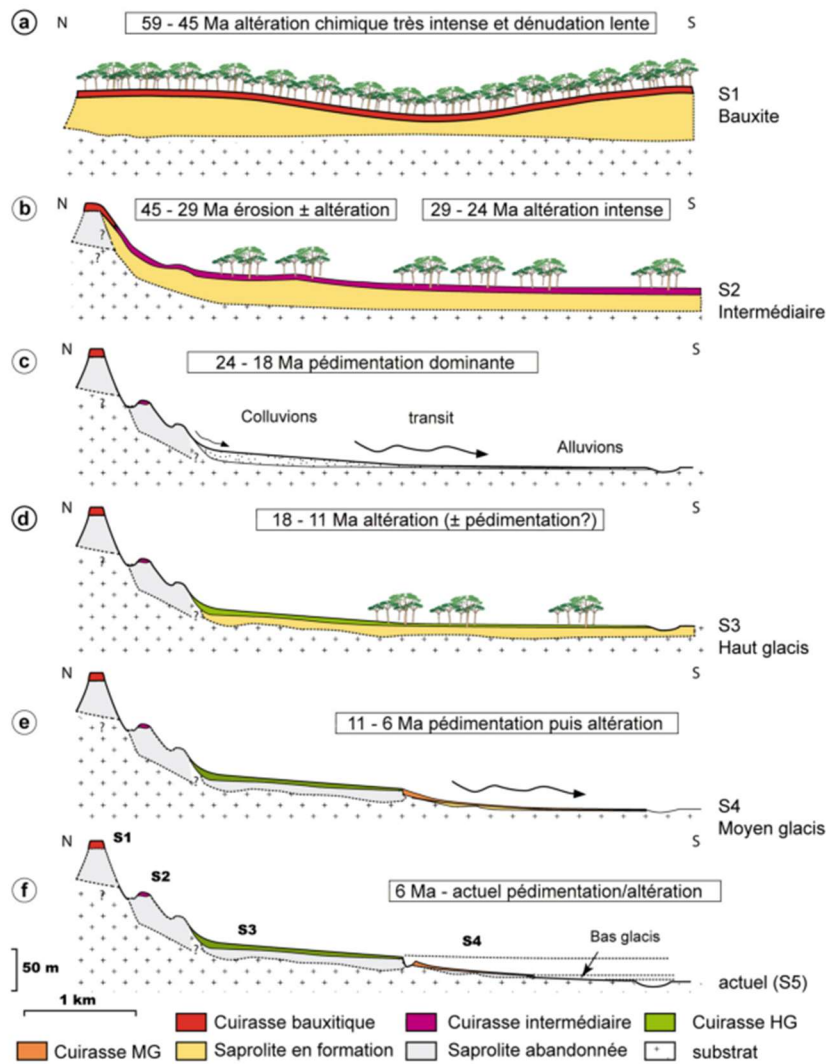 a N 59 - 45 Ma altération chimique très intense et dénudation lente S
S1
Bauxite
b N 45 - 29 Ma érosion ± altération 29 - 24 Ma altération intense S
?
?
S2
Intermédiaire
c N 24 - 18 Ma pédimentation dominante S
Colluvions transit Alluvions
?
?
d N 18 - 11 Ma altération (± pédimentation?) S
?
?
S3
Haut glacis
e N 11 - 6 Ma pédimentation puis altération S
?
?
S4
Moyen glacis
N S1 S
S2
f 6 Ma - actuel pédimentation/altération
?
S3 S4
? Bas glacis
50 m
actuel (S5)
1 km
Cuirasse bauxitique Cuirasse intermédiaire Cuirasse HG
Cuirasse MG Saprolite en formation Saprolite abandonnée substrat